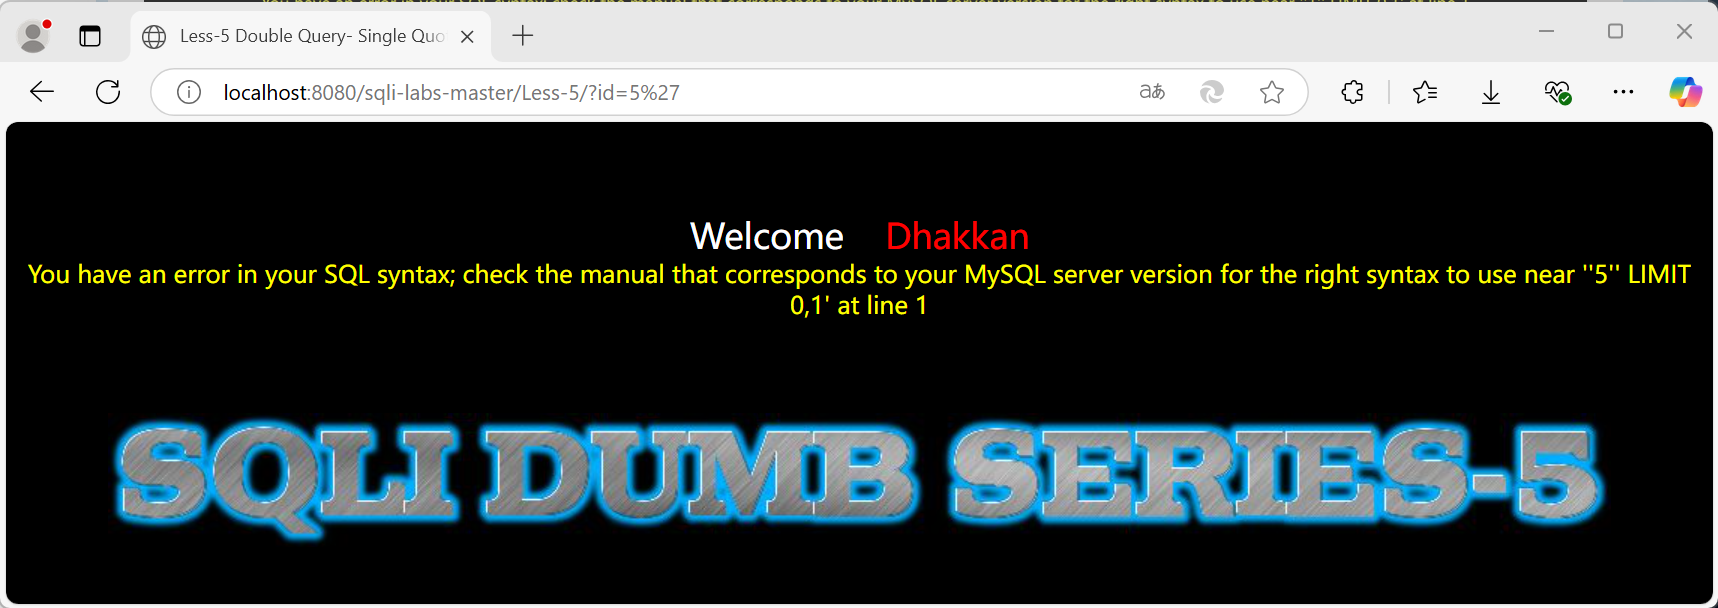 Less-5 Double Query- Single Quo
localhost:8080/sqli-labs-master/Less-5/?id=5%27
aあ
Welcome Dhakkan
You have an error in your SQL syntax; check the manual that corresponds to your MySQL server version for the right syntax to use near ''5'' LIMIT
0,1' at line 1
SQLI DUMB SERIES-5